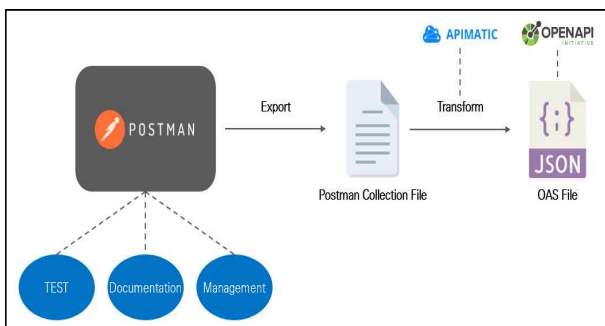 APIMATIC
OPENAPI
INITIATIVE
POSTMAN
Export
Transform
{;}
JSON
Postman Collection File
OAS File
TEST
Documentation
Management